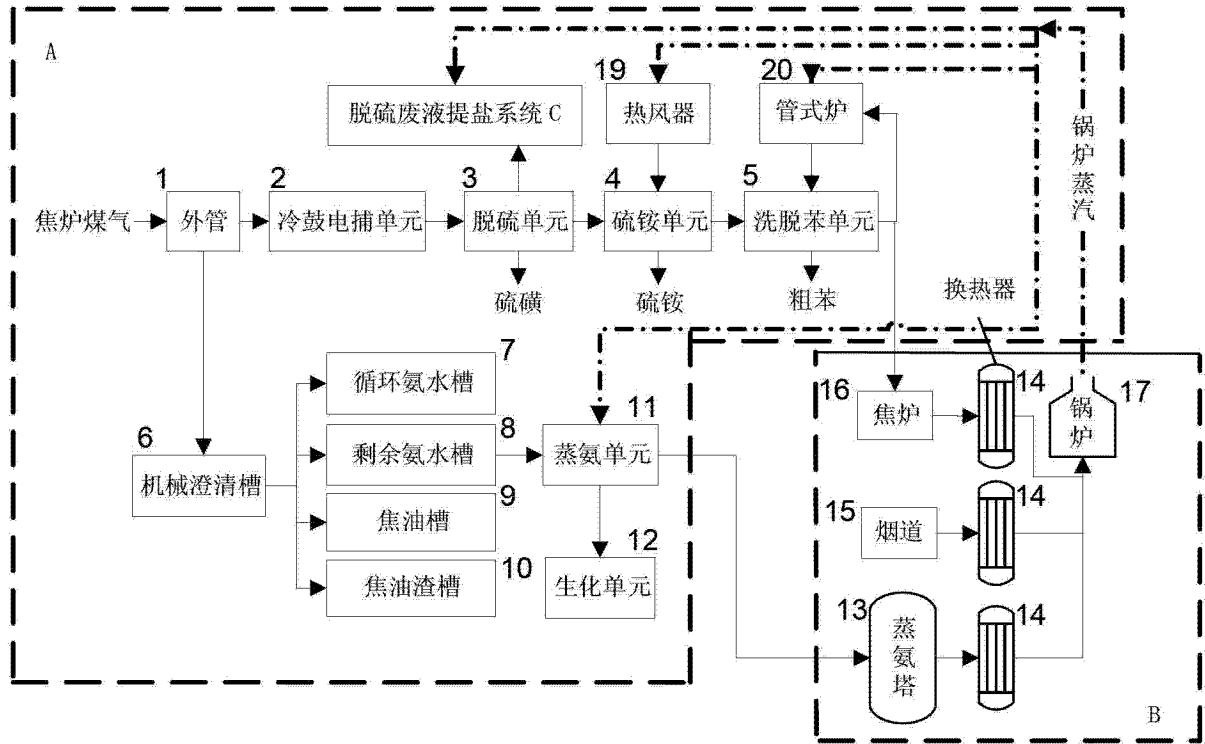 A
19
20
脱硫废液提盐系统 C
热风器
管式炉
锅炉蒸汽
1
2
3
4
5
焦炉煤气
外管
冷鼓电捕单元
脱硫单元
硫铵单元
洗脱苯单元
硫磺
硫铵
粗苯
换热器
7
循环氨水槽
16
焦炉
14
锅炉
17
6
机械澄清槽
8
剩余氨水槽
11
蒸氨单元
9
焦油槽
15
烟道
14
10
焦油渣槽
12
生化单元
13
蒸氨塔
14
B